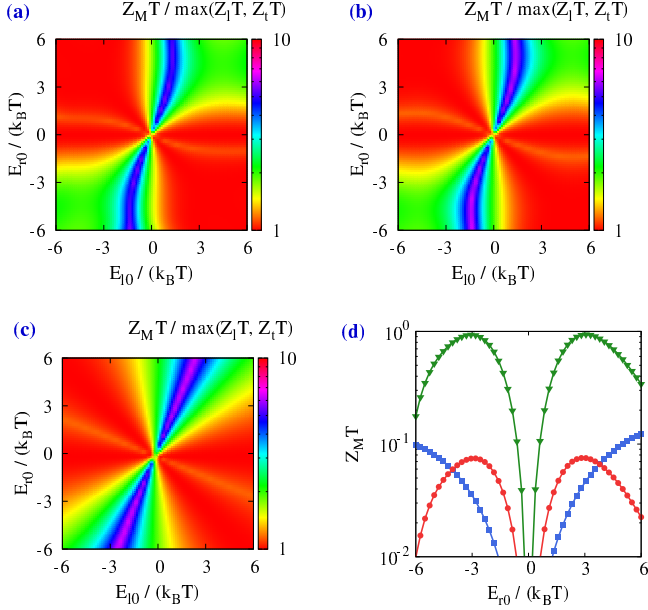 (a) Z_M T / max(Z_l T, Z_t T)
6
3
0
-3
-6
E_r0 / (k_B T)
-6 -3 0 3 6
E_l0 / (k_B T)
10
1
(b) Z_M T / max(Z_l T, Z_t T)
6
3
0
-3
-6
E_r0 / (k_B T)
-6 -3 0 3 6
E_l0 / (k_B T)
10
1
(c) Z_M T / max(Z_l T, Z_t T)
6
3
0
-3
-6
E_r0 / (k_B T)
-6 -3 0 3 6
E_l0 / (k_B T)
10
1
(d)
10^0
10^-1
10^-2
Z_M T
-6 -3 0 3 6
E_r0 / (k_B T)